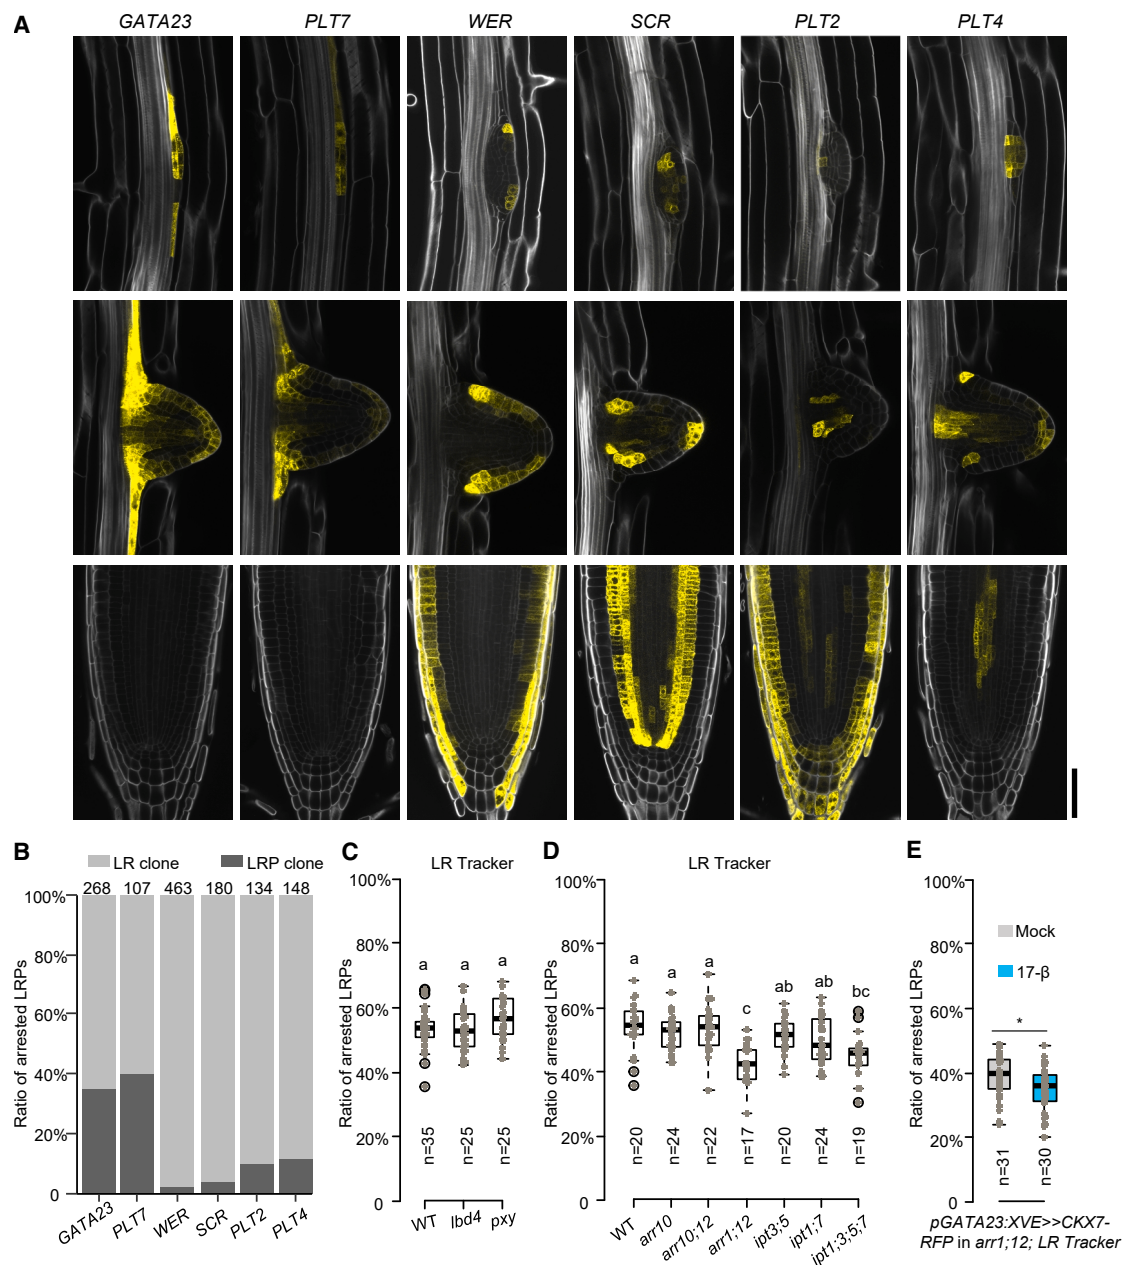 A
GATA23 PLT7 WER SCR PLT2 PLT4
B
LR clone LRP clone
268 107 463 180 134 148
Ratio of arrested LRPs
100%
80%
60%
40%
20%
0
GATA23 PLT7 WER SCR PLT2 PLT4
C
LR Tracker
Ratio of arrested LRPs
100%
80%
60%
40%
20%
0
a a a
n=35 n=25 n=25
WT lbd4 pxy
D
LR Tracker
Ratio of arrested LRPs
100%
80%
60%
40%
20%
0
a a a c ab ab bc
n=20 n=24 n=22 n=17 n=20 n=24 n=19
WT arr10 arr10;12 arr1;12 ipt3;5 ipt1;7 ipt1;3;5;7
E
Ratio of arrested LRPs
100%
80%
60%
40%
20%
0
Mock
17-β
*
n=31 n=30
pGATA23:XVE>>CKX7-
RFP in arr1;12; LR Tracker